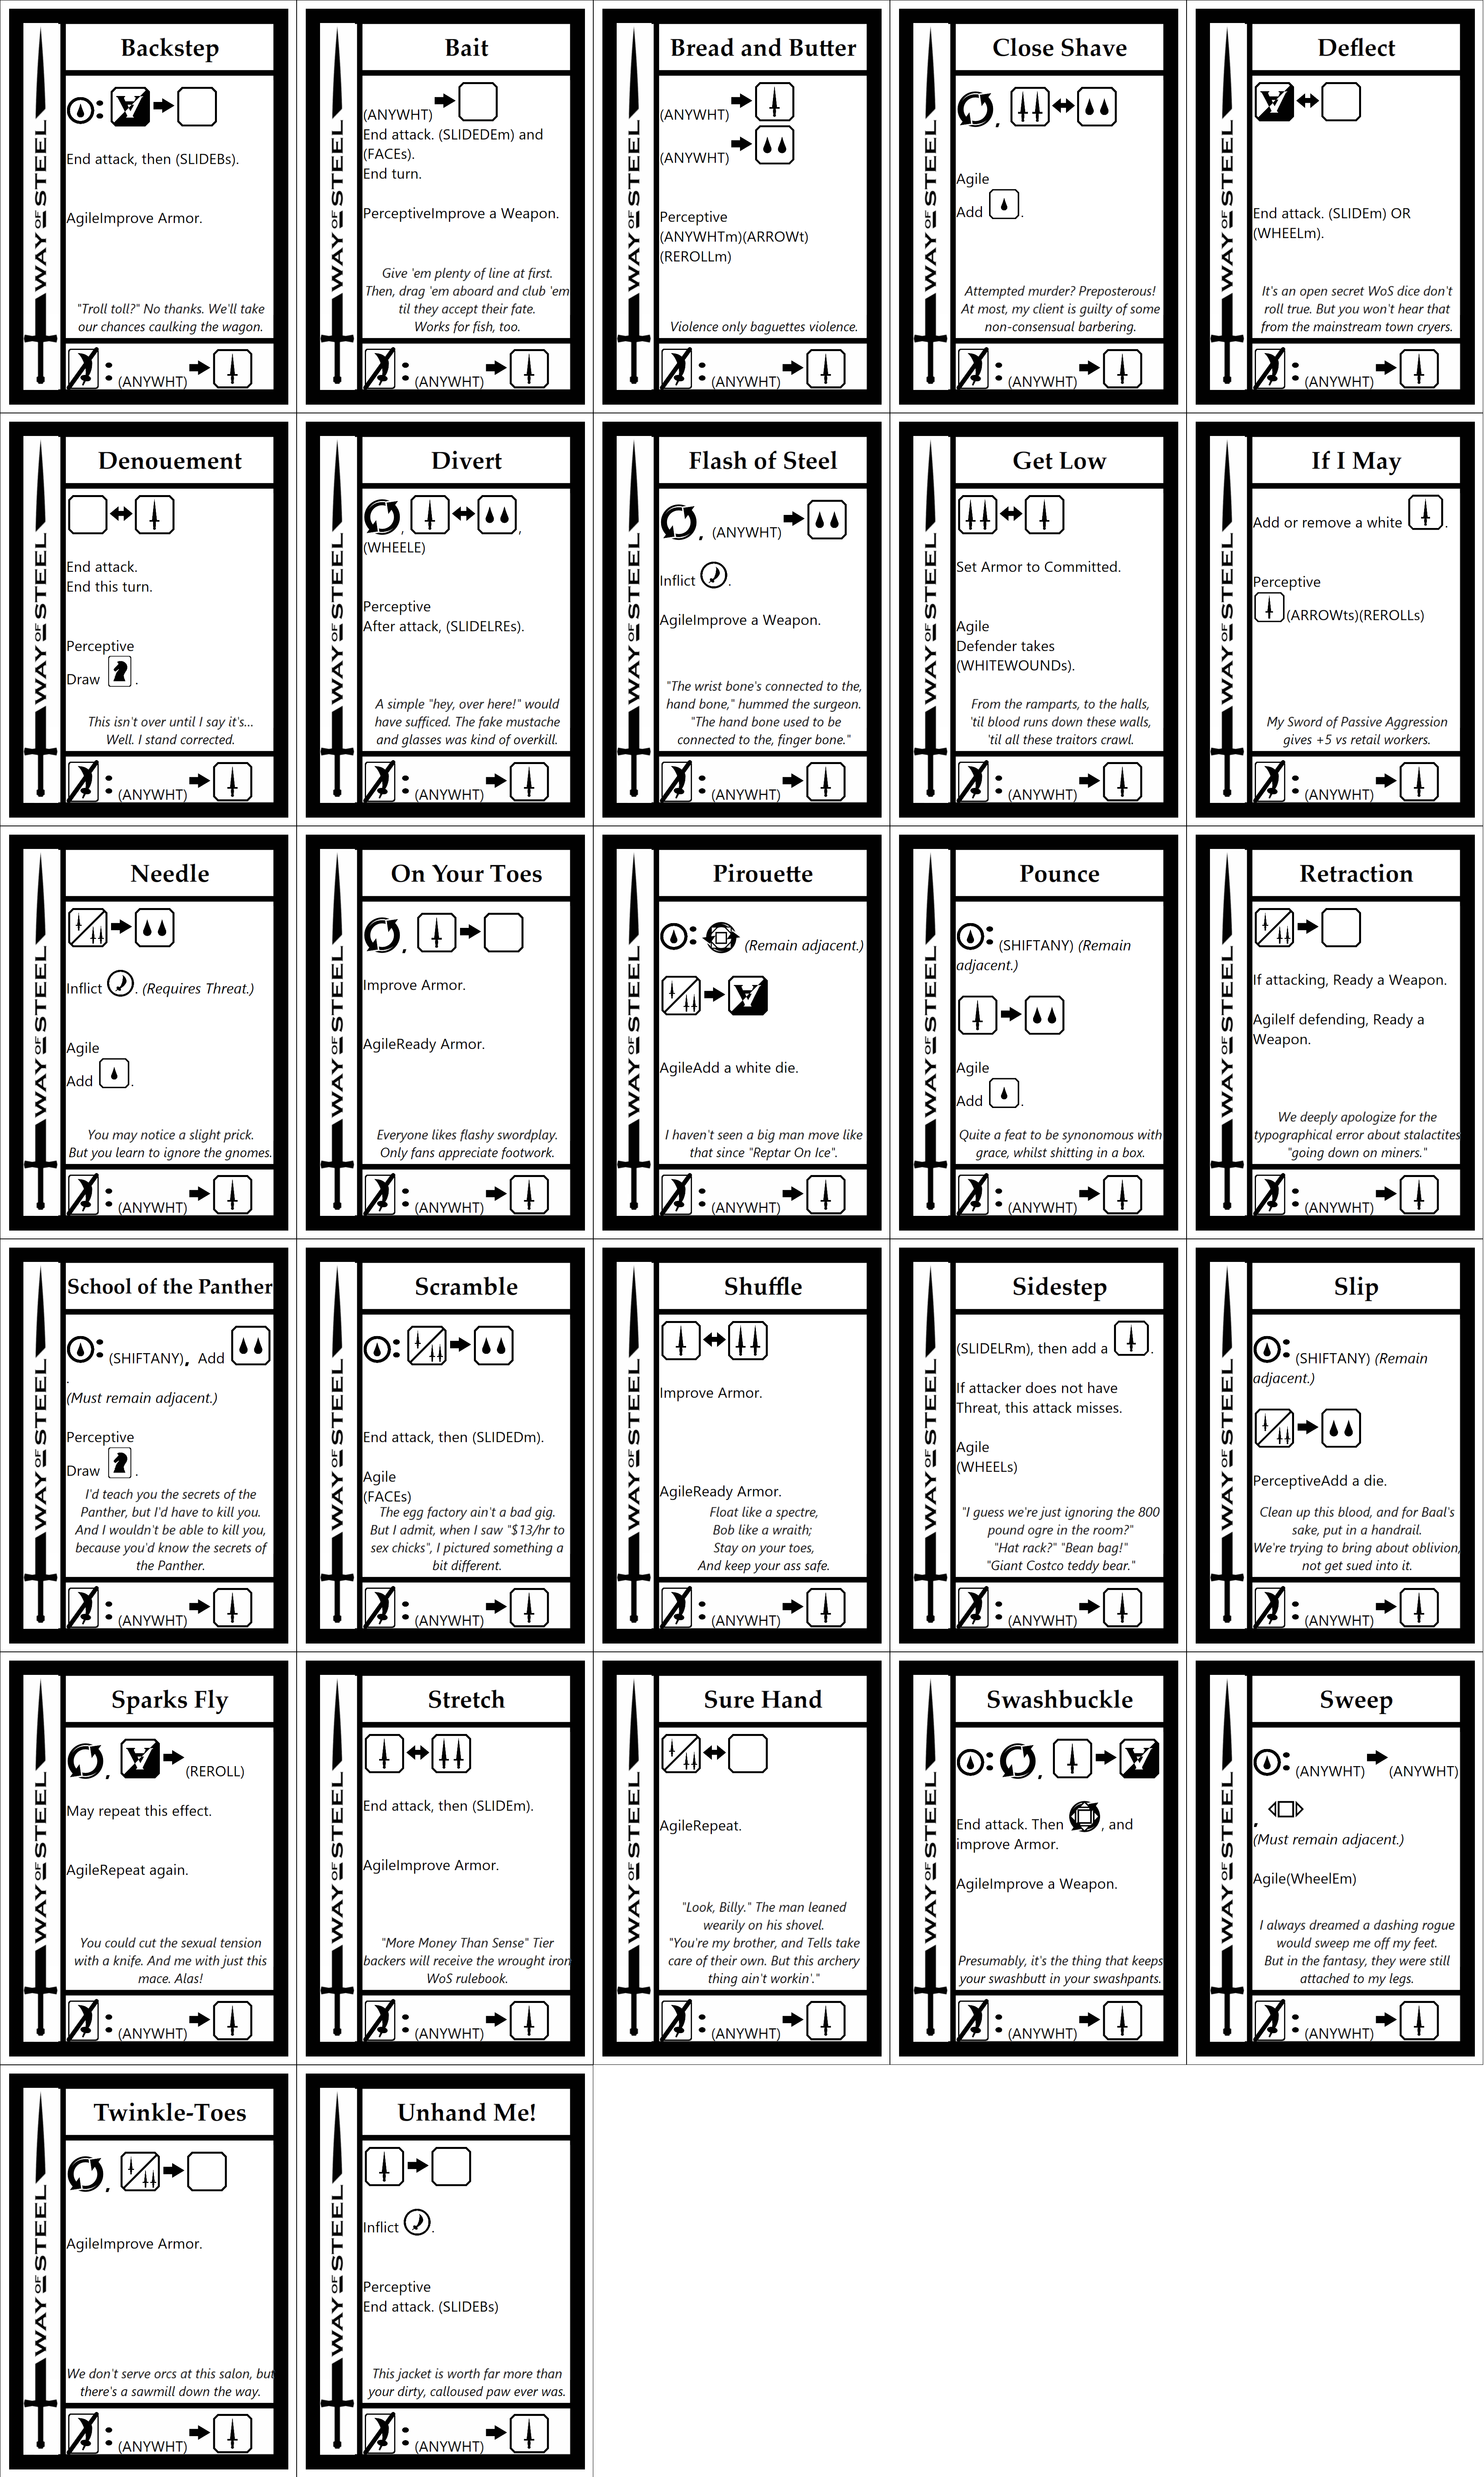 WAY OF STEEL
Backstep
:
End attack, then (SLIDEBs).
AgileImprove Armor.
"Troll toll?" No thanks. We'll take
our chances caulking the wagon.
: (ANYWHT)
WAY OF STEEL
Bait
(ANYWHT)
End attack. (SLIDEDEm) and
(FACEs).
End turn.
PerceptiveImprove a Weapon.
Give 'em plenty of line at first.
Then, drag 'em aboard and club 'em
til they accept their fate.
Works for fish, too.
: (ANYWHT)
WAY OF STEEL
Bread and Butter
(ANYWHT)
(ANYWHT)
Perceptive
(ANYWHTm)(ARROWt)
(REROLLm)
Violence only baguettes violence.
: (ANYWHT)
WAY OF STEEL
Close Shave
,
Agile
Add .
Attempted murder? Preposterous!
At most, my client is guilty of some
non-consensual barbering.
: (ANYWHT)
WAY OF STEEL
Deflect
End attack. (SLIDEm) OR
(WHEELm).
It's an open secret WoS dice don't
roll true. But you won't hear that
from the mainstream town cryers.
: (ANYWHT)
WAY OF STEEL
Denouement
End attack.
End this turn.
Perceptive
Draw .
This isn't over until I say it's...
Well. I stand corrected.
: (ANYWHT)
WAY OF STEEL
Divert
, ,
(WHEELE)
Perceptive
After attack, (SLIDELREs).
A simple "hey, over here!" would
have sufficed. The fake mustache
and glasses was kind of overkill.
: (ANYWHT)
WAY OF STEEL
Flash of Steel
, (ANYWHT)
Inflict .
AgileImprove a Weapon.
"The wrist bone's connected to the,
hand bone," hummed the surgeon.
"The hand bone used to be
connected to the, finger bone."
: (ANYWHT)
WAY OF STEEL
Get Low
Set Armor to Committed.
Agile
Defender takes
(WHITEWOUNDs).
From the ramparts, to the halls,
'til blood runs down these walls,
'til all these traitors crawl.
: (ANYWHT)
WAY OF STEEL
If I May
Add or remove a white .
Perceptive
(ARROWts)(REROLLs)
My Sword of Passive Aggression
gives +5 vs retail workers.
: (ANYWHT)
WAY OF STEEL
Needle
Inflict . (Requires Threat.)
Agile
Add .
You may notice a slight prick.
But you learn to ignore the gnomes.
: (ANYWHT)
WAY OF STEEL
On Your Toes
,
Improve Armor.
AgileReady Armor.
Everyone likes flashy swordplay.
Only fans appreciate footwork.
: (ANYWHT)
WAY OF STEEL
Pirouette
: (Remain adjacent.)
AgileAdd a white die.
I haven't seen a big man move like
that since "Reptar On Ice".
: (ANYWHT)
WAY OF STEEL
Pounce
: (SHIFTANY) (Remain
adjacent.)
Agile
Add .
Quite a feat to be synonomous with
grace, whilst shitting in a box.
: (ANYWHT)
WAY OF STEEL
Retraction
If attacking, Ready a Weapon.
AgileIf defending, Ready a
Weapon.
We deeply apologize for the
typographical error about stalactites
"going down on miners."
: (ANYWHT)
WAY OF STEEL
School of the Panther
: (SHIFTANY), Add
.
(Must remain adjacent.)
Perceptive
Draw .
I'd teach you the secrets of the
Panther, but I'd have to kill you.
And I wouldn't be able to kill you,
because you'd know the secrets of
the Panther.
: (ANYWHT)
WAY OF STEEL
Scramble
:
End attack, then (SLIDEDm).
Agile
(FACEs)
The egg factory ain't a bad gig.
But I admit, when I saw "$13/hr to
sex chicks", I pictured something a
bit different.
: (ANYWHT)
WAY OF STEEL
Shuffle
Improve Armor.
AgileReady Armor.
Float like a spectre,
Bob like a wraith;
Stay on your toes,
And keep your ass safe.
: (ANYWHT)
WAY OF STEEL
Sidestep
(SLIDELRm), then add a .
If attacker does not have
Threat, this attack misses.
Agile
(WHEELs)
"I guess we're just ignoring the 800
pound ogre in the room?"
"Hat rack?" "Bean bag!"
"Giant Costco teddy bear."
: (ANYWHT)
WAY OF STEEL
Slip
: (SHIFTANY) (Remain
adjacent.)
PerceptiveAdd a die.
Clean up this blood, and for Baal's
sake, put in a handrail.
We're trying to bring about oblivion,
not get sued into it.
: (ANYWHT)
WAY OF STEEL
Sparks Fly
, (REROLL)
May repeat this effect.
AgileRepeat again.
You could cut the sexual tension
with a knife. And me with just this
mace. Alas!
: (ANYWHT)
WAY OF STEEL
Stretch
End attack, then (SLIDEm).
AgileImprove Armor.
"More Money Than Sense" Tier
backers will receive the wrought iron
WoS rulebook.
: (ANYWHT)
WAY OF STEEL
Sure Hand
AgileRepeat.
"Look, Billy." The man leaned
wearily on his shovel.
"You're my brother, and Tells take
care of their own. But this archery
thing ain't workin'."
: (ANYWHT)
WAY OF STEEL
Swashbuckle
: ,
End attack. Then , and
improve Armor.
AgileImprove a Weapon.
Presumably, it's the thing that keeps
your swashbutt in your swashpants.
: (ANYWHT)
WAY OF STEEL
Sweep
: (ANYWHT) (ANYWHT)
,
(Must remain adjacent.)
Agile(WheelEm)
I always dreamed a dashing rogue
would sweep me off my feet.
But in the fantasy, they were still
attached to my legs.
: (ANYWHT)
WAY OF STEEL
Twinkle-Toes
,
AgileImprove Armor.
We don't serve orcs at this salon, but
there's a sawmill down the way.
: (ANYWHT)
WAY OF STEEL
Unhand Me!
Inflict .
Perceptive
End attack. (SLIDEBs)
This jacket is worth far more than
your dirty, calloused paw ever was.
: (ANYWHT)